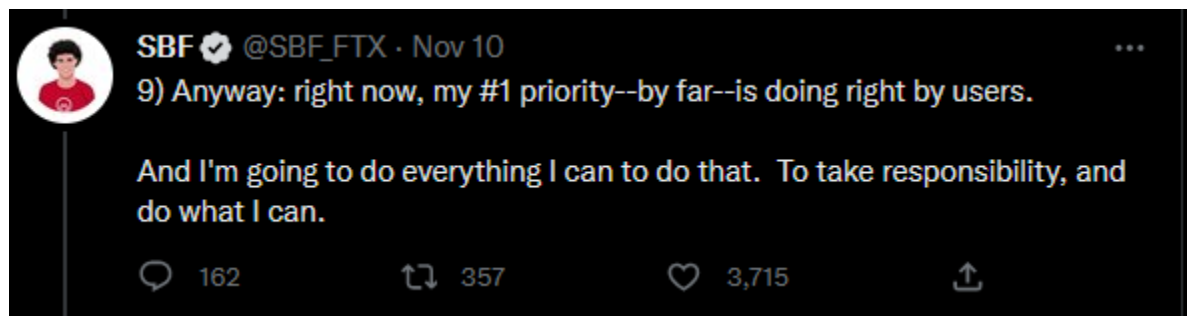 SBF @SBF_FTX · Nov 10
9) Anyway: right now, my #1 priority--by far--is doing right by users.
And I'm going to do everything I can to do that.  To take responsibility, and
do what I can.
162 357 3,715